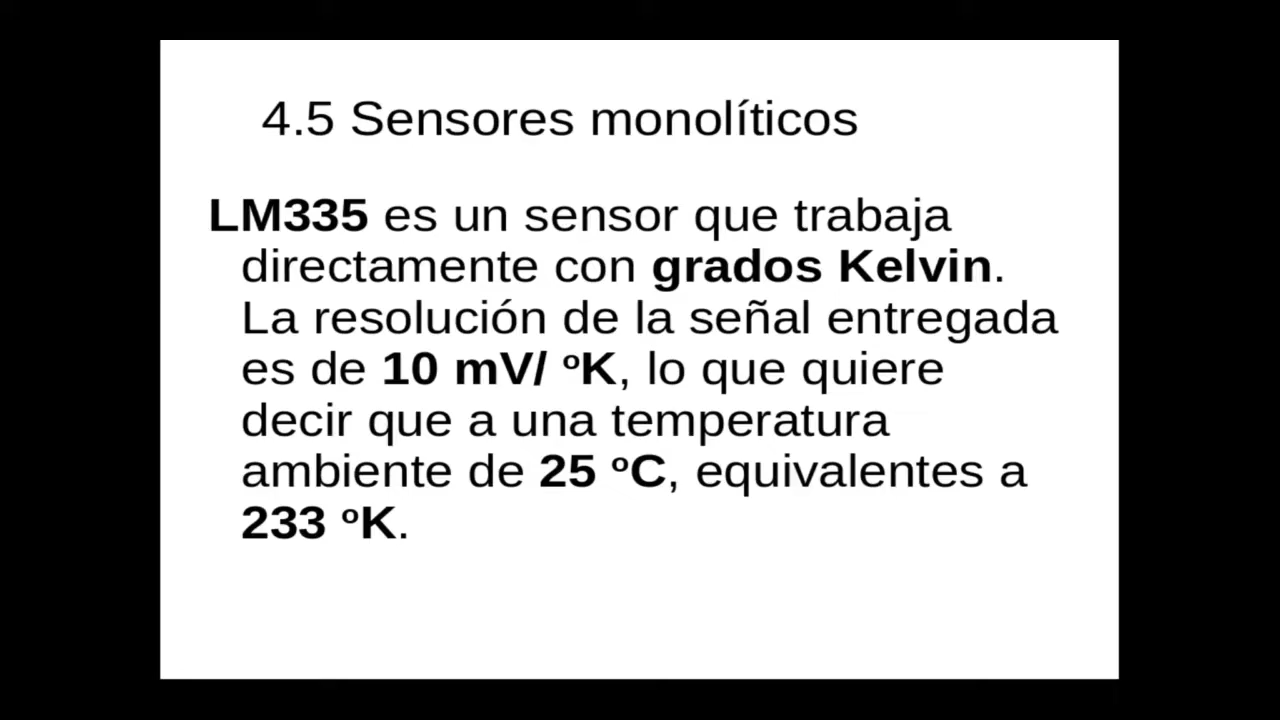 4.5 Sensores monolíticos
LM335 es un sensor que trabaja
directamente con grados Kelvin.
La resolución de la señal entregada
es de 10 mV/ ºK, lo que quiere
decir que a una temperatura
ambiente de 25 ºC, equivalentes a
233 ºK.